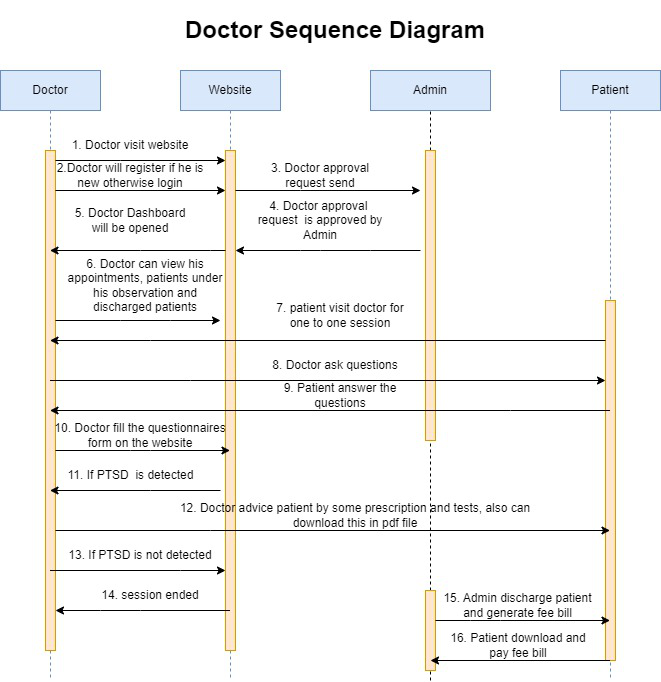 Doctor Sequence Diagram
Doctor
Website
Admin
Patient
1. Doctor visit website
2.Doctor will register if he is
new otherwise login
3. Doctor approval
request send
4. Doctor approval
request is approved by
Admin
5. Doctor Dashboard
will be opened
6. Doctor can view his
appointments, patients under
his observation and
discharged patients
7. patient visit doctor for
one to one session
8. Doctor ask questions
9. Patient answer the
questions
10. Doctor fill the questionnaires
form on the website
11. If PTSD is detected
12. Doctor advice patient by some prescription and tests, also can
download this in pdf file
13. If PTSD is not detected
14. session ended
15. Admin discharge patient
and generate fee bill
16. Patient download and
pay fee bill